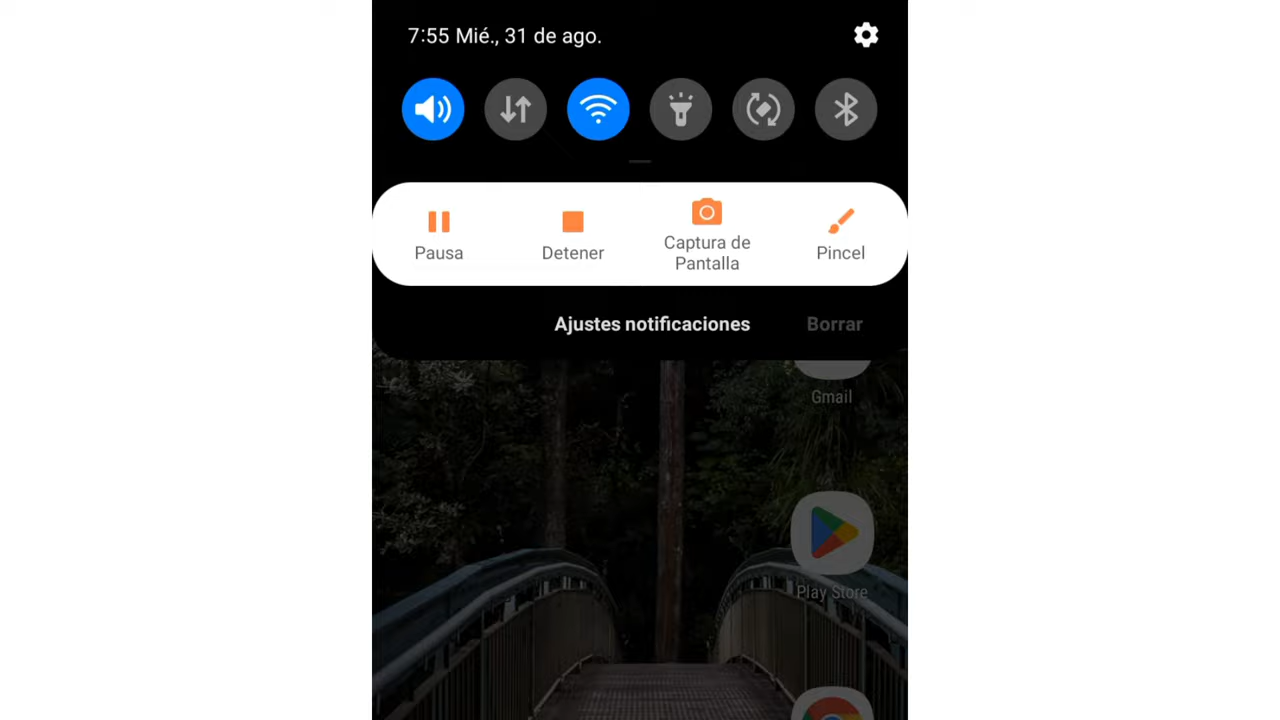 7:55 Mié., 31 de ago.
Pausa
Detener
Captura de
Pantalla
Pincel
Ajustes notificaciones
Borrar
Gmail
Play Store